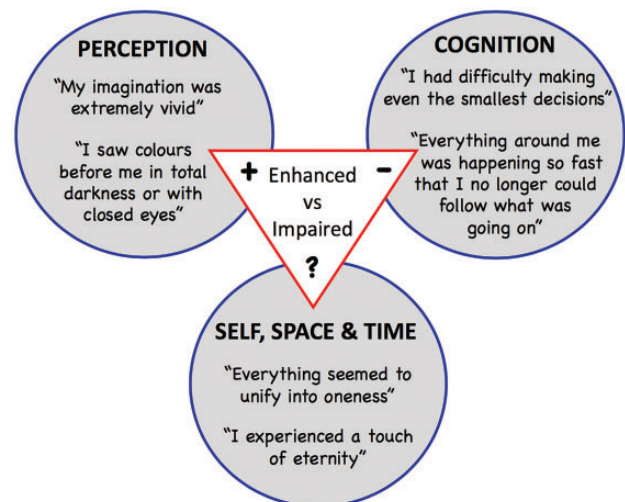 PERCEPTION
“My imagination was
extremely vivid”
“I saw colours
before me in total
darkness or with
closed eyes”
COGNITION
“I had difficulty making
even the smallest decisions”
“Everything around me
was happening so fast
that I no longer could
follow what was
going on”
+ Enhanced –
vs
Impaired
?
SELF, SPACE & TIME
“Everything seemed to
unify into oneness”
“I experienced a touch
of eternity”